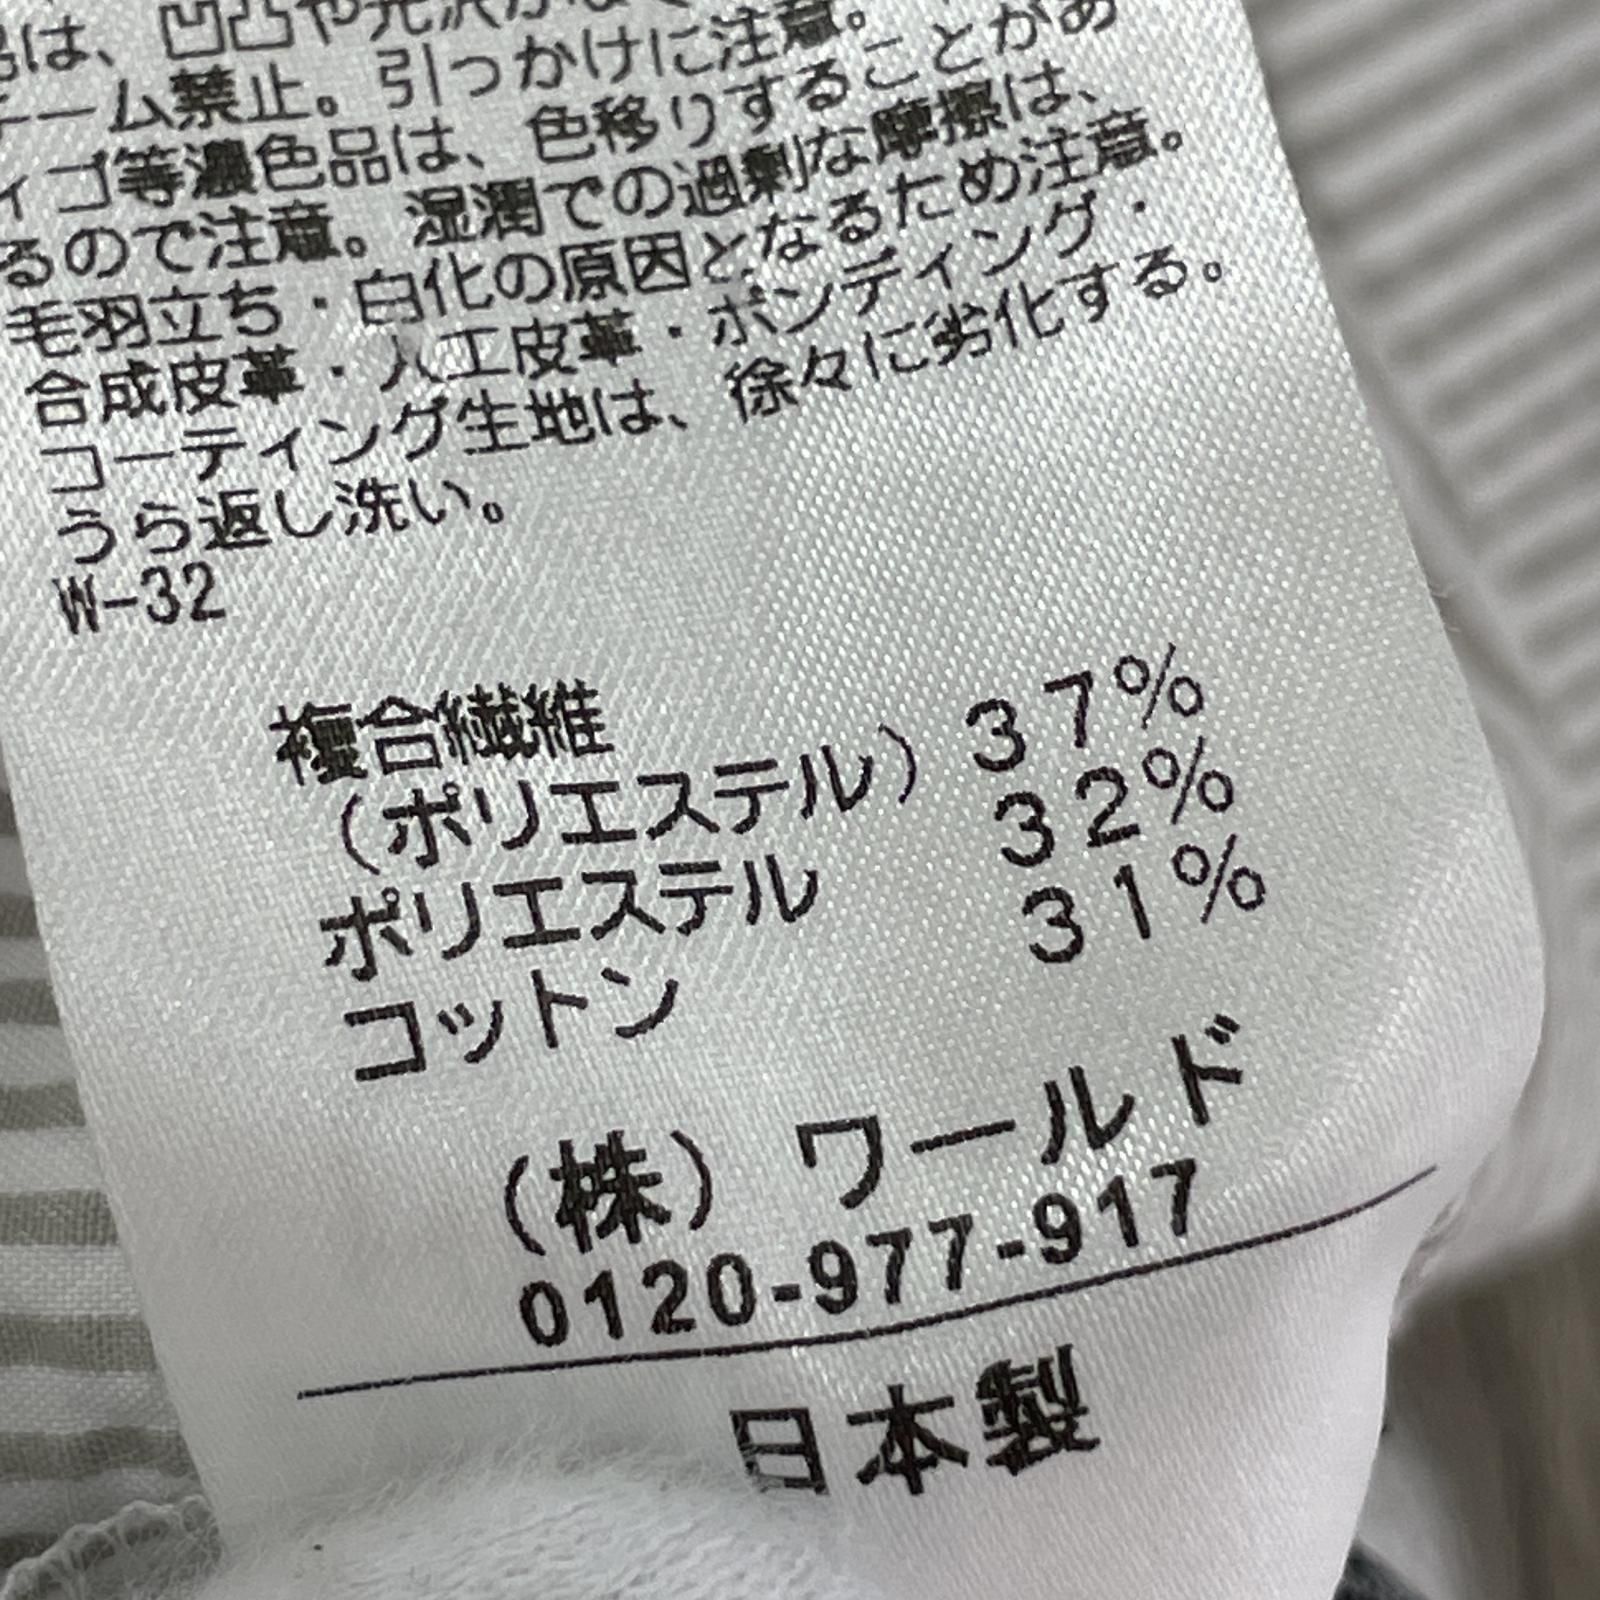 品は、凹凸や光沢がなく
チーム禁止。引っかけに注意。
ィゴ等濃色品は、色移りすることがあ
るので注意。湿潤での過剰な摩擦は、
毛羽立ち・白化の原因となるため注意。
合成皮革・人工皮革・ボンディング・
コーティング生地は、徐々に劣化する。
うら返し洗い。
W-32
複合繊維
(ポリエステル) 37%
ポリエステル 32%
コットン 31%
(株) ワールド
0120-977-917
日本製